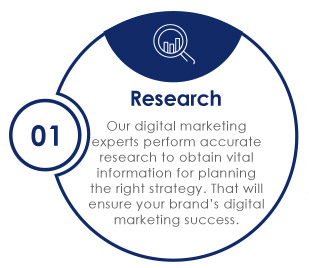 Research
01
Our digital marketing
experts perform accurate
research to obtain vital
information for planning
the right strategy. That will
ensure your brand's digital
marketing success.